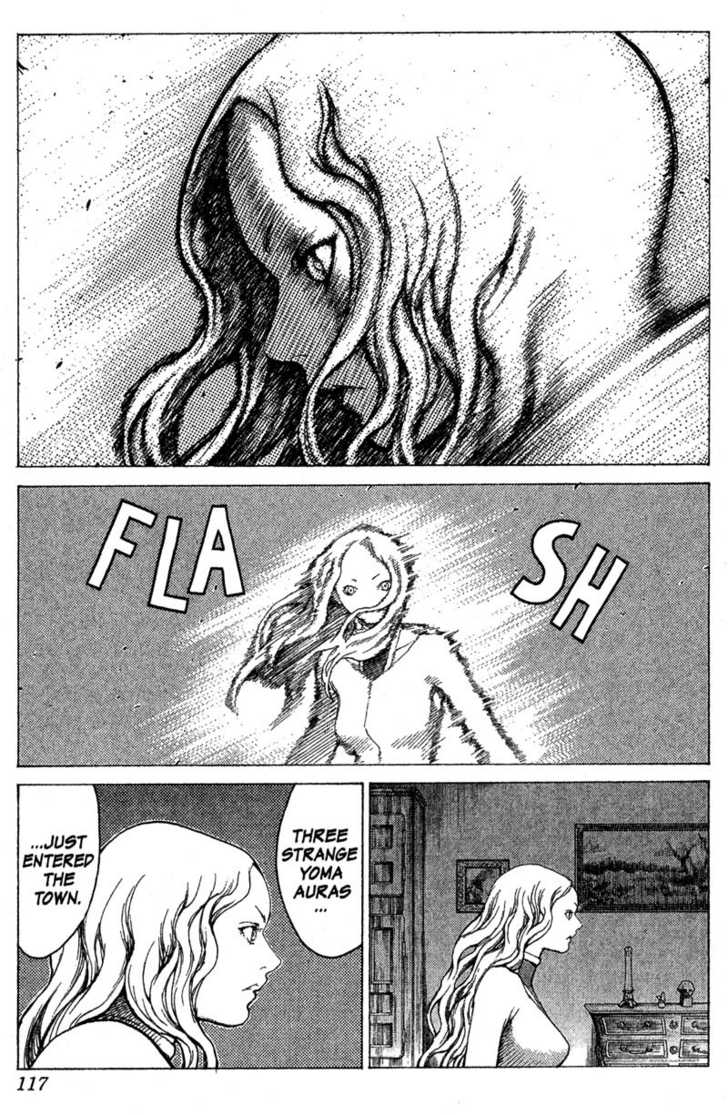 FLA
SH
THREE
STRANGE
YOMA
AURAS
...
...JUST
ENTERED
THE
TOWN.
117